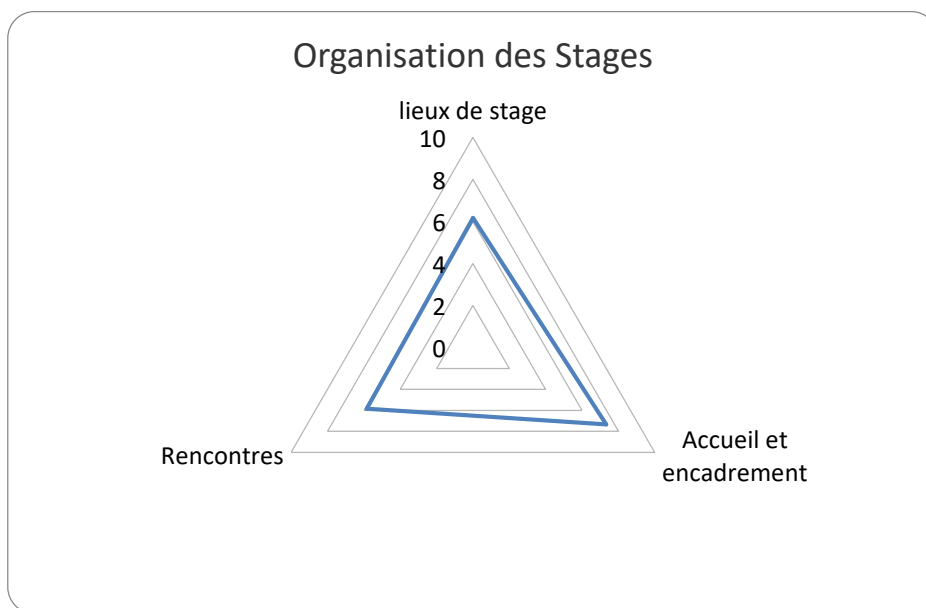 Organisation des Stages
lieux de stage
10
8
6
4
2
0
Rencontres
Accueil et
encadrement